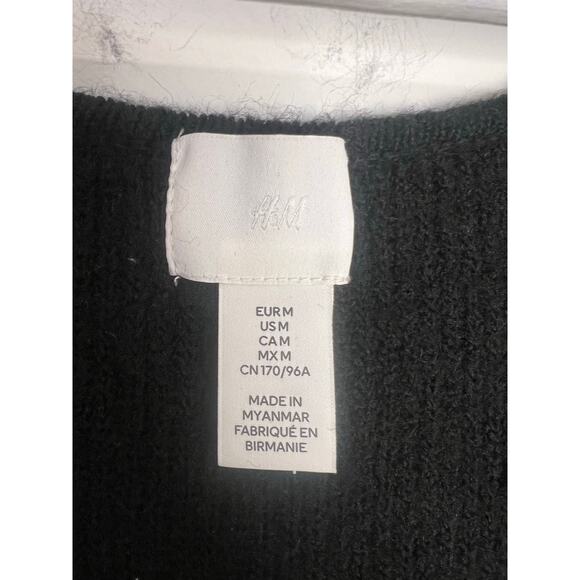 H&M
EUR M
US M
CA M
MX M
CN 170/96A
MADE IN
MYANMAR
FABRIQUÉ EN
BIRMANIE